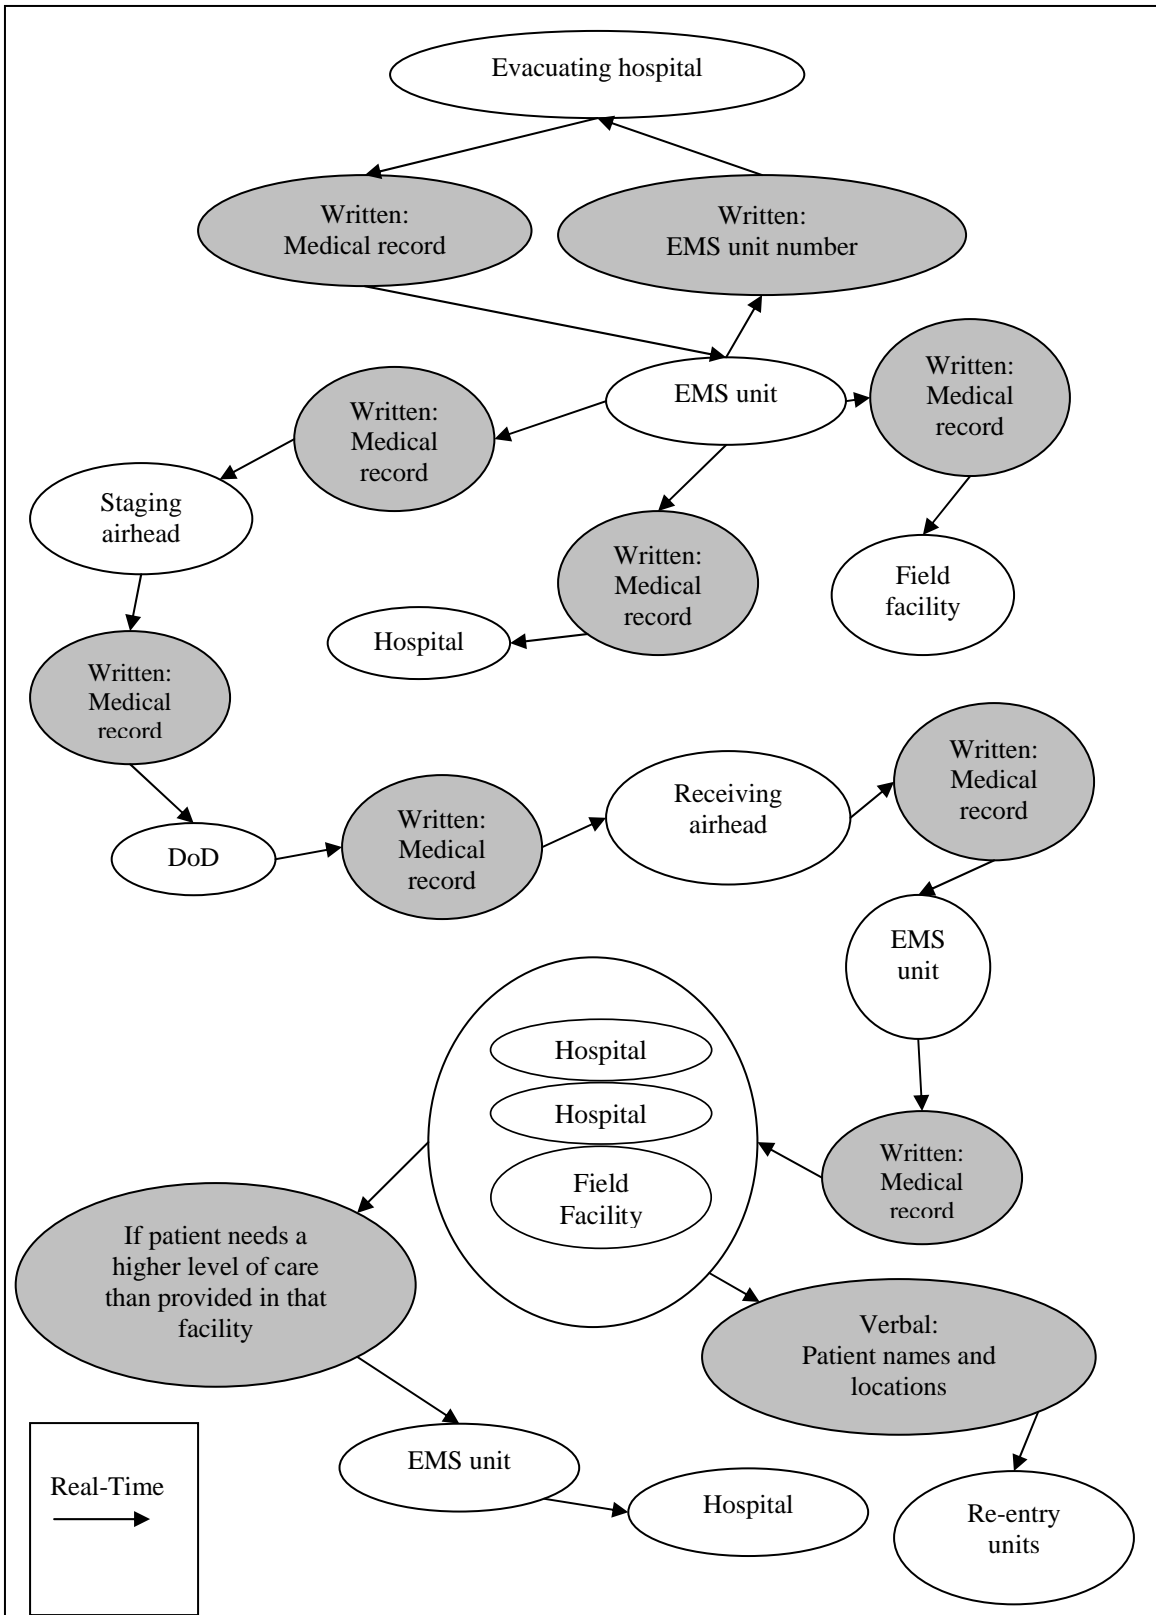 Evacuating hospital
Written:
Medical record
Written:
EMS unit number
Written:
Medical
record
EMS unit
Written:
Medical
record
Staging
airhead
Written:
Medical
record
Field
facility
Hospital
Written:
Medical
record
Written:
Medical
record
Receiving
airhead
Written:
Medical
record
DoD
EMS
unit
Hospital
Hospital
Field
Facility
Written:
Medical
record
If patient needs a
higher level of care
than provided in that
facility
Verbal:
Patient names and
locations
EMS unit
Hospital
Re-entry
units
Real-Time